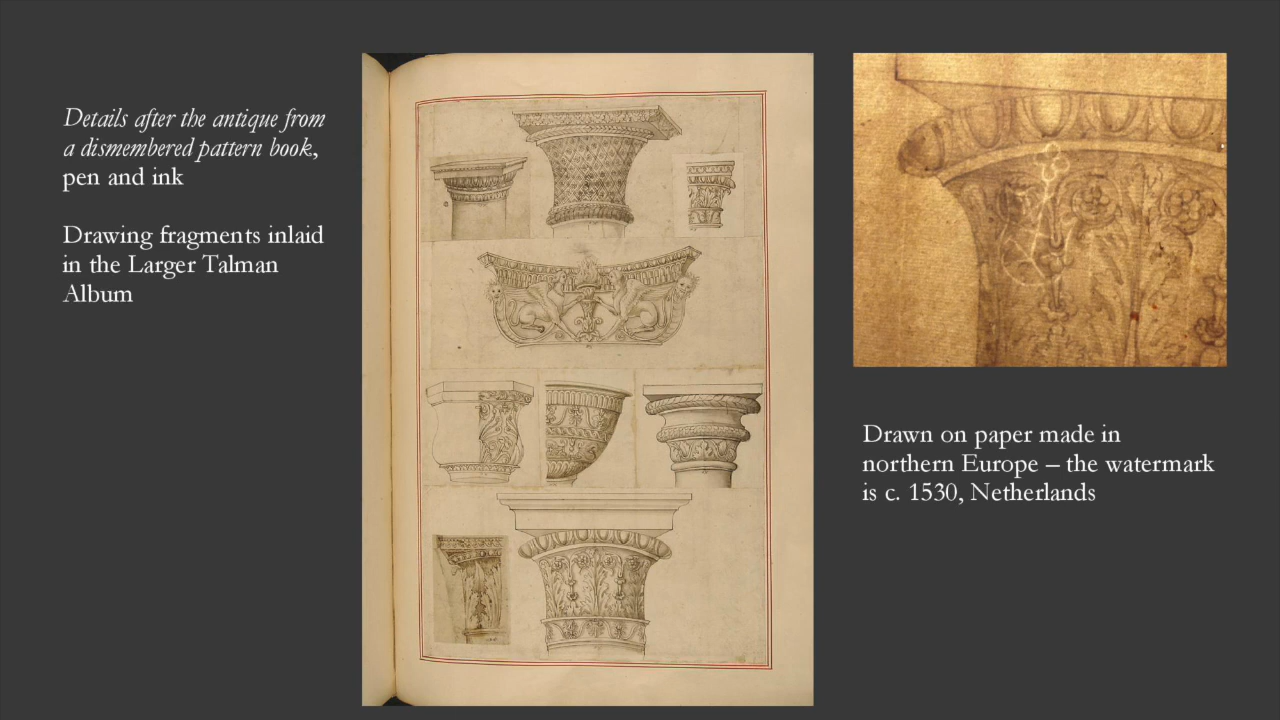 Details after the antique from
a dismembered pattern book,
pen and ink
Drawing fragments inlaid
in the Larger Talman
Album
Drawn on paper made in
northern Europe – the watermark
is c. 1530, Netherlands